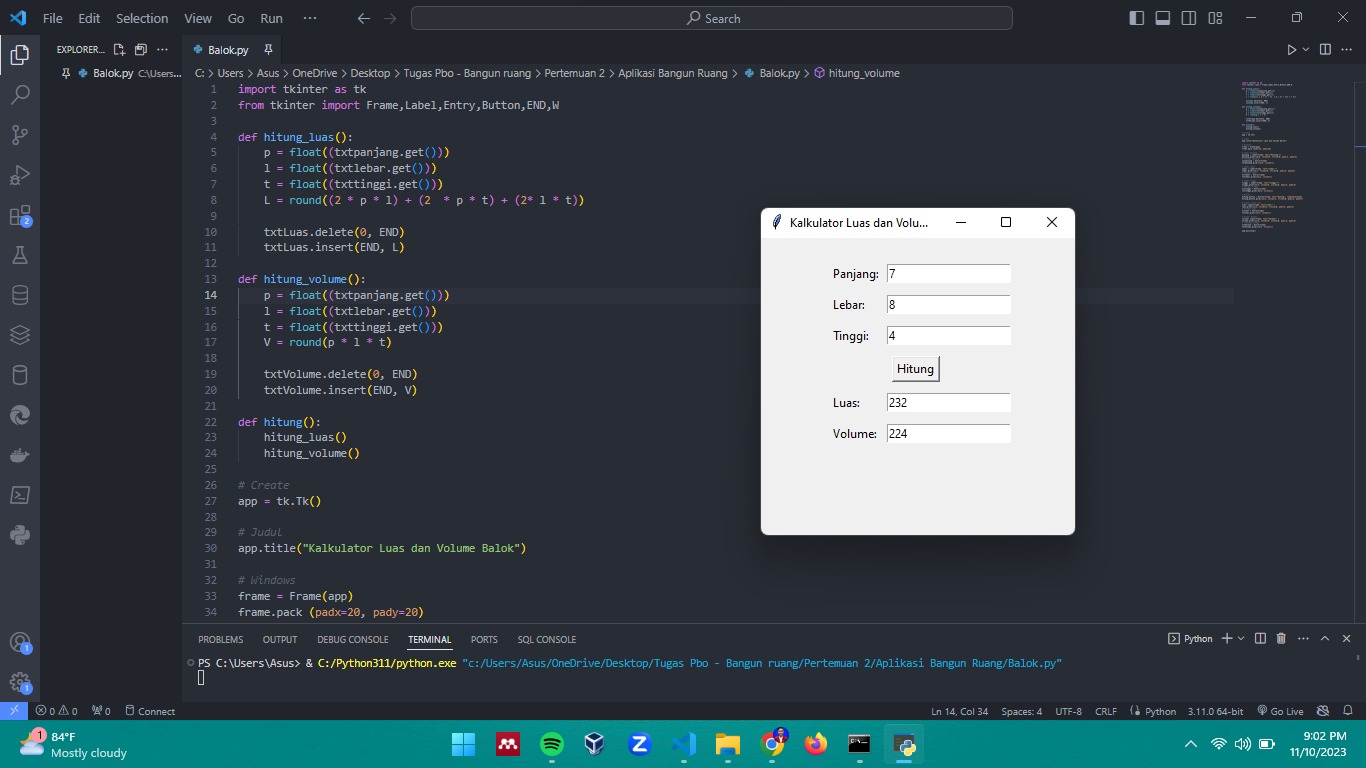 File Edit Selection View Go Run ··· Search
EXPLORER...
Balok.py C:\Users...
Balok.py
C: > Users > Asus > OneDrive > Desktop > Tugas Pbo - Bangun ruang > Pertemuan 2 > Aplikasi Bangun Ruang > Balok.py > hitung_volume
1 import tkinter as tk
2 from tkinter import Frame,Label,Entry,Button,END,W
3
4 def hitung_luas():
5     p = float((txtpanjang.get()))
6     l = float((txtlebar.get()))
7     t = float((txttinggi.get()))
8     L = round((2 * p * l) + (2  * p * t) + (2* l * t))
9
10     txtLuas.delete(0, END)
11     txtLuas.insert(END, L)
12
13 def hitung_volume():
14     p = float((txtpanjang.get()))
15     l = float((txtlebar.get()))
16     t = float((txttinggi.get()))
17     V = round(p * l * t)
18
19     txtVolume.delete(0, END)
20     txtVolume.insert(END, V)
21
22 def hitung():
23     hitung_luas()
24     hitung_volume()
25
26 # Create
27 app = tk.Tk()
28
29 # Judul
30 app.title("Kalkulator Luas dan Volume Balok")
31
32 # Windows
33 frame = Frame(app)
34 frame.pack (padx=20, pady=20)
Kalkulator Luas dan Volu...
Panjang: 7
Lebar: 8
Tinggi: 4
Hitung
Luas: 232
Volume: 224
PROBLEMS OUTPUT DEBUG CONSOLE TERMINAL PORTS SQL CONSOLE Python
PS C:\Users\Asus> & C:/Python311/python.exe "c:/Users/Asus/OneDrive/Desktop/Tugas Pbo - Bangun ruang/Pertemuan 2/Aplikasi Bangun Ruang/Balok.py"
2
1
1
0 0 0 Connect Ln 14, Col 34 Spaces: 4 UTF-8 CRLF Python 3.11.0 64-bit Go Live
1 84°F
Mostly cloudy
9:02 PM
11/10/2023